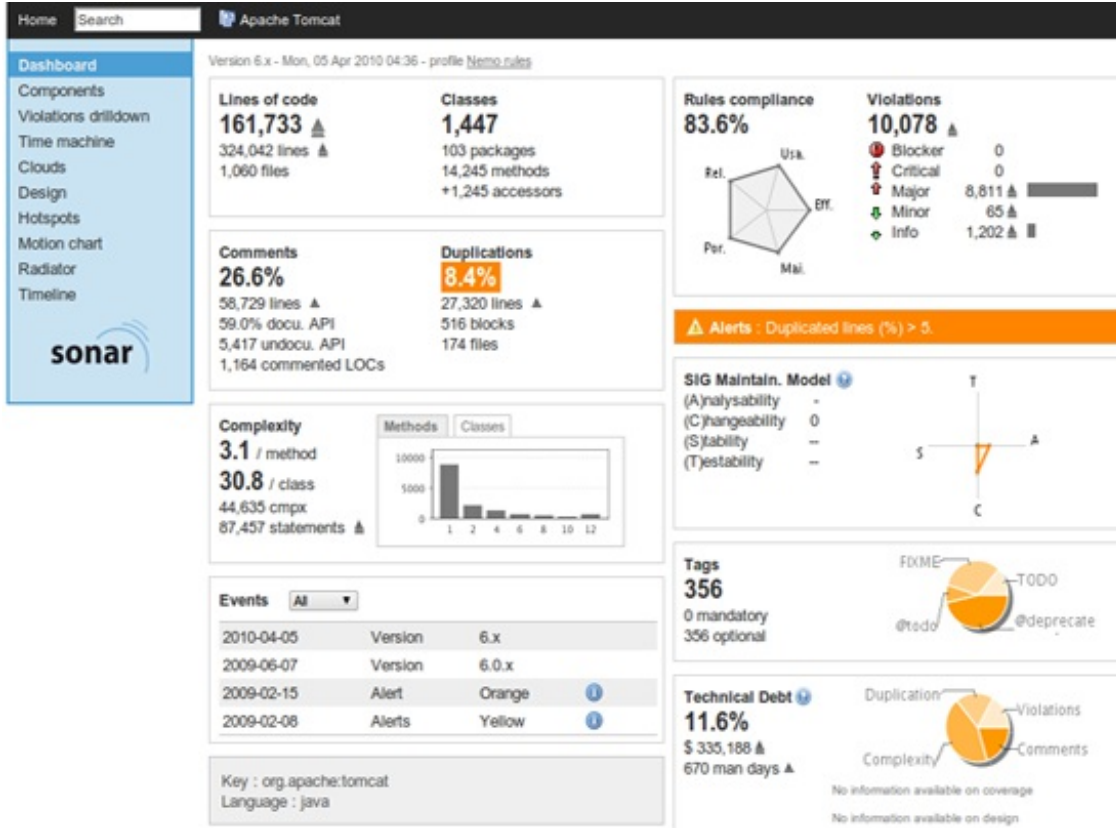 Home Search Apache Tomcat
Dashboard
Components
Violations drilldown
Time machine
Clouds
Design
Hotspots
Motion chart
Radiator
Timeline
sonar
Version 6.x - Mon, 05 Apr 2010 04:36 - profile Nemo rules
Lines of code
161,733
324,042 lines
1,060 files
Classes
1,447
103 packages
14,245 methods
+1,245 accessors
Comments
26.6%
58,729 lines
59.0% docu. API
5,417 undocu. API
1,164 commented LOCs
Duplications
8.4%
27,320 lines
516 blocks
174 files
Complexity
3.1 / method
30.8 / class
44,635 cmpx
87,457 statements
Methods Classes
10000
5000
0
1 2 4 6 8 10 12
Events All
2010-04-05 Version 6.x
2009-06-07 Version 6.0.x
2009-02-15 Alert Orange
2009-02-08 Alerts Yellow
Key : org.apache:tomcat
Language : java
Rules compliance
83.6%
Usa.
Rel.
Eff.
Por.
Mai.
Violations
10,078
Blocker 0
Critical 0
Major 8,811
Minor 65
Info 1,202
Alerts : Duplicated lines (%) > 5.
SIG Maintain. Model
(A)nalysability -
(C)hangeability 0
(S)tability --
(T)estability --
T
A
S
C
Tags
356
0 mandatory
356 optional
FIXME
TODO
@todo
@deprecate
Technical Debt
11.6%
$ 335,188
670 man days
Duplication
Violations
Complexity
Comments
No information available on coverage
No information available on design